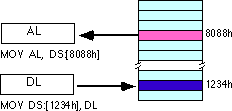 AL
8088h
MOV AL, DS:[8088h]
DL
1234h
MOV DS:[1234h], DL